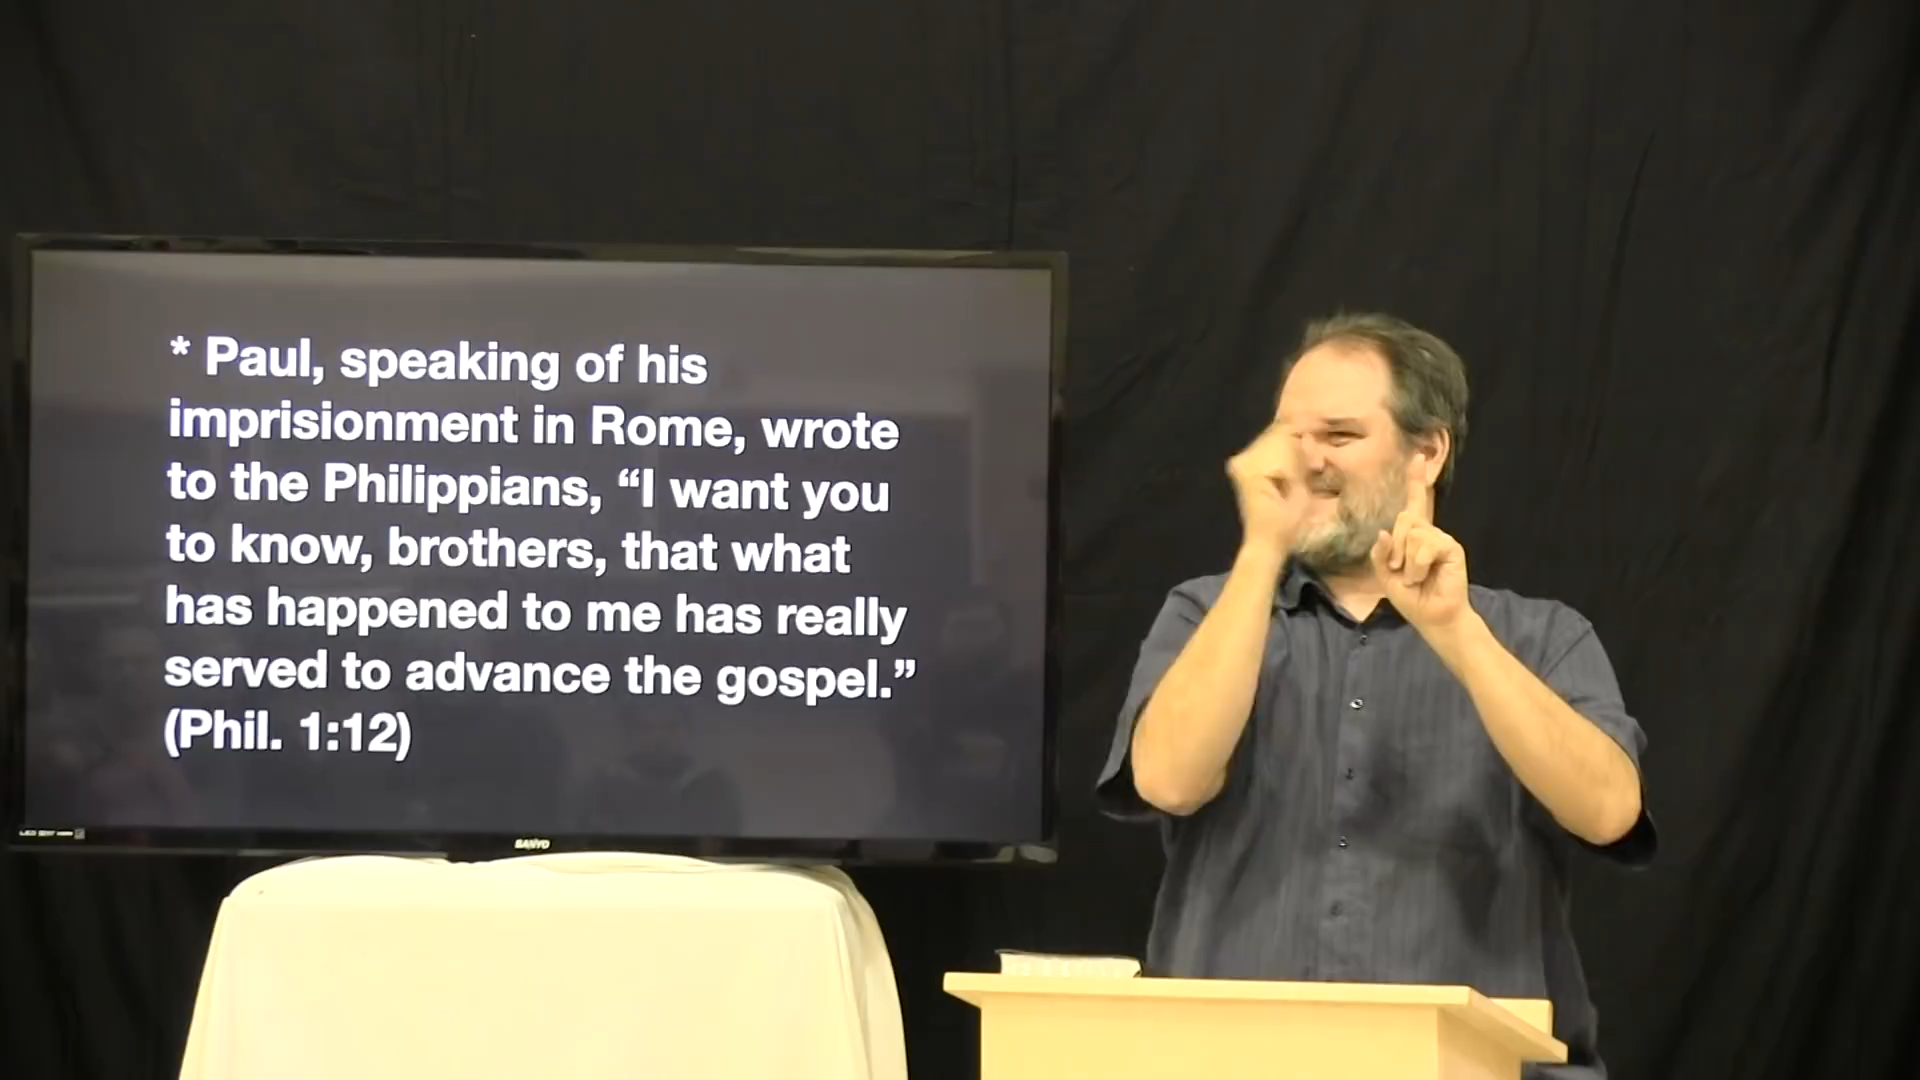 * Paul, speaking of his
imprisionment in Rome, wrote
to the Philippians, “I want you
to know, brothers, that what
has happened to me has really
served to advance the gospel.”
(Phil. 1:12)
SANYO